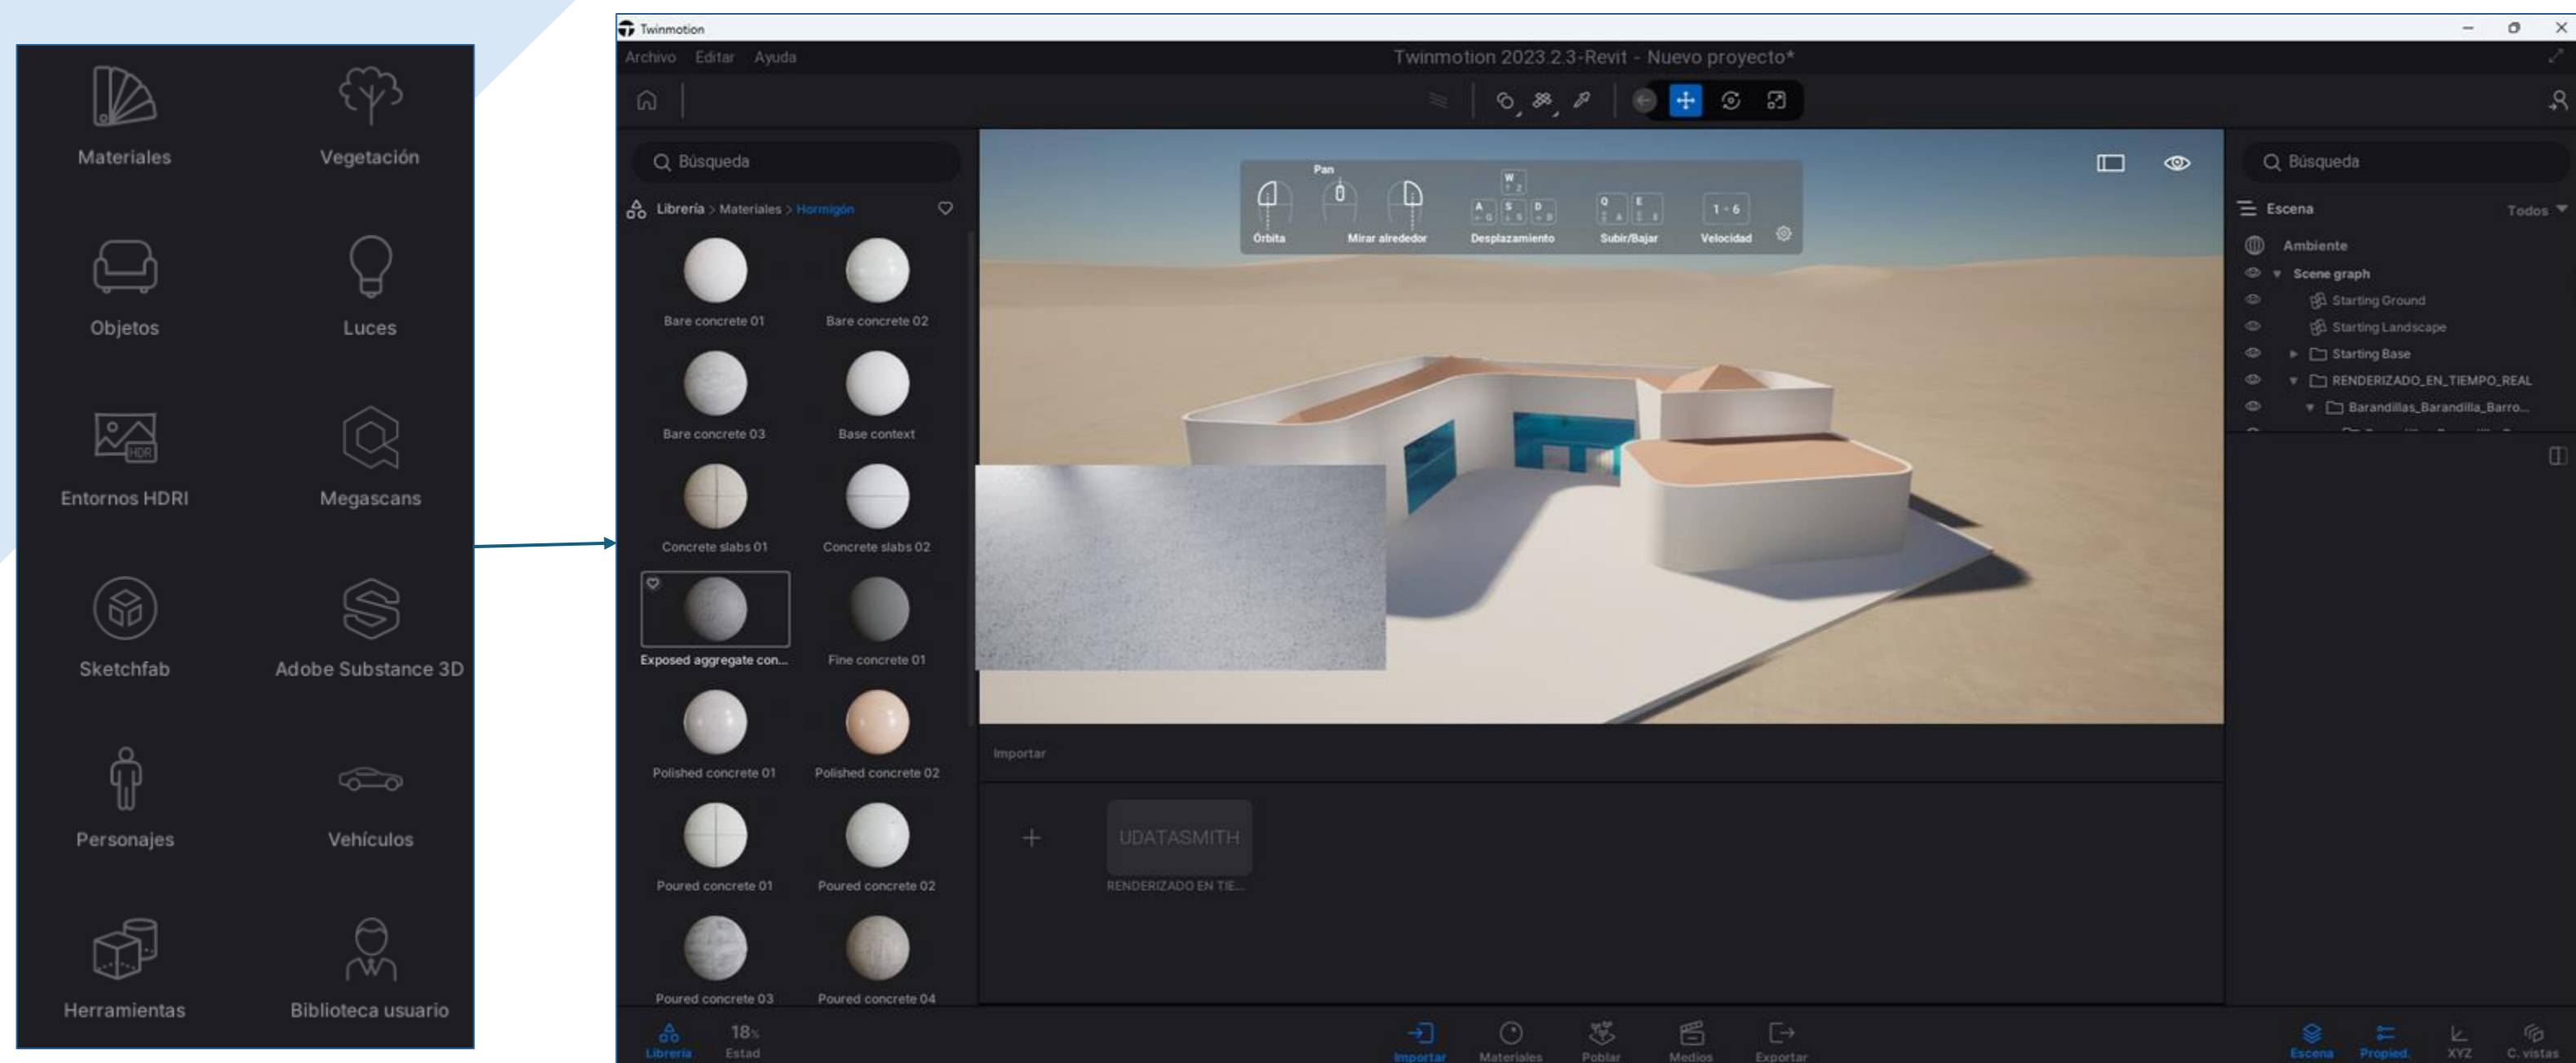 Materiales
Vegetación
Objetos
Luces
HDR
Entornos HDRI
Megascans
Sketchfab
Adobe Substance 3D
Personajes
Vehículos
Herramientas
Biblioteca usuario
Twinmotion
Archivo Editar Ayuda
Twinmotion 2023.2.3-Revit - Nuevo proyecto*
Búsqueda
Librería > Materiales > Hormigón
Bare concrete 01
Bare concrete 02
Bare concrete 03
Base context
Concrete slabs 01
Concrete slabs 02
Exposed aggregate con...
Fine concrete 01
Polished concrete 01
Polished concrete 02
Poured concrete 01
Poured concrete 02
Poured concrete 03
Poured concrete 04
Pan
W
A S D
Q E
1 - 6
Órbita
Mirar alrededor
Desplazamiento
Subir/Bajar
Velocidad
Búsqueda
Escena
Todos
Ambiente
Scene graph
Starting Ground
Starting Landscape
Starting Base
RENDERIZADO_EN_TIEMPO_REAL
Barandillas_Barandilla_Barro...
Importar
+
UDATASMITH
RENDERIZADO EN TIE...
Librería
18%
Estad
Importar
Materiales
Poblar
Medios
Exportar
Escena
Propied.
XYZ
C. vistas